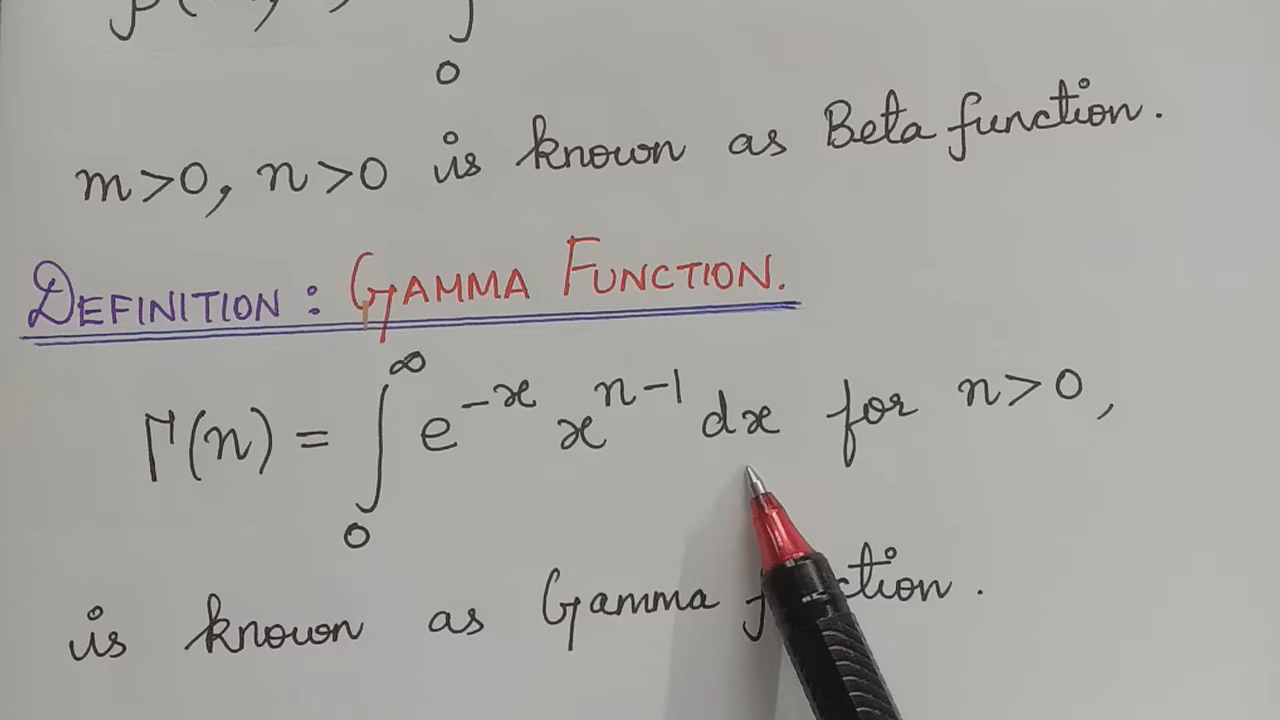 0
m>0, n>0 is known as Beta function.
DEFINITION: GAMMA FUNCTION.
Γ(n) = ∫₀^∞ e^{-x} x^{n-1} dx for n>0,
is known as Gamma